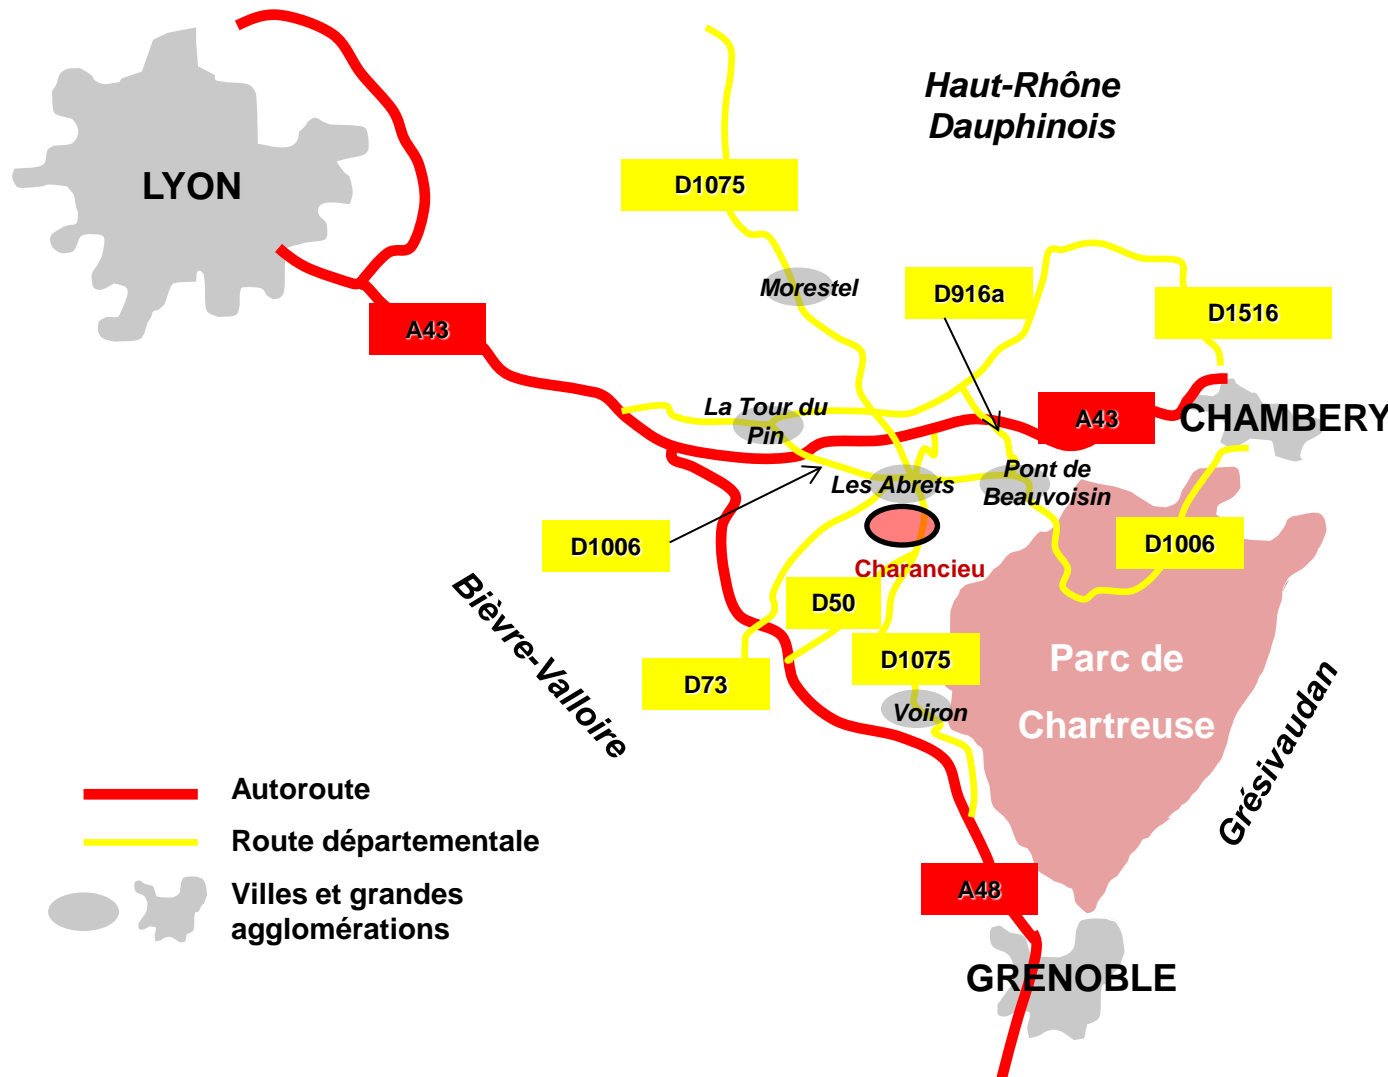 Haut-Rhône
Dauphinois
D1075
LYON
Morestel
D916a
D1516
A43
La Tour du
Pin
A43
CHAMBERY
Les Abrets
Pont de
Beauvoisin
D1006
D1006
Charancieu
D50
Bièvre-Valloire
D73
D1075
Parc de
Chartreuse
Voiron
Grésivaudan
Autoroute
Route départementale
Villes et grandes
agglomérations
A48
GRENOBLE